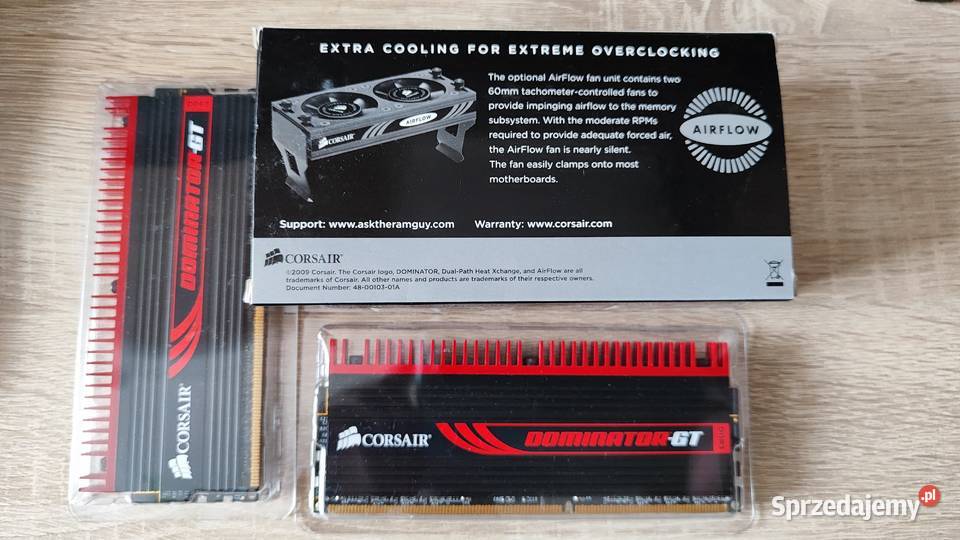 EXTRA COOLING FOR EXTREME OVERCLOCKING
The optional AirFlow fan unit contains two
60mm tachometer-controlled fans to
provide impinging airflow to the memory
subsystem. With the moderate RPMs
required to provide adequate forced air,
the AirFlow fan is nearly silent.
The fan easily clamps onto most
motherboards.
CORSAIR
AIRFLOW
AIRFLOW
Support: www.asktheramguy.com Warranty: www.corsair.com
CORSAIR
©2009 Corsair. The Corsair logo, DOMINATOR, Dual-Path Heat Xchange, and AirFlow are all
trademarks of Corsair. All other names and products are trademarks of their respective owners.
Document Number: 48-00103-01A
CORSAIR
DOMINATOR-GT
CORSAIR
DOMINATOR-GT
Sprzedajemy.pl